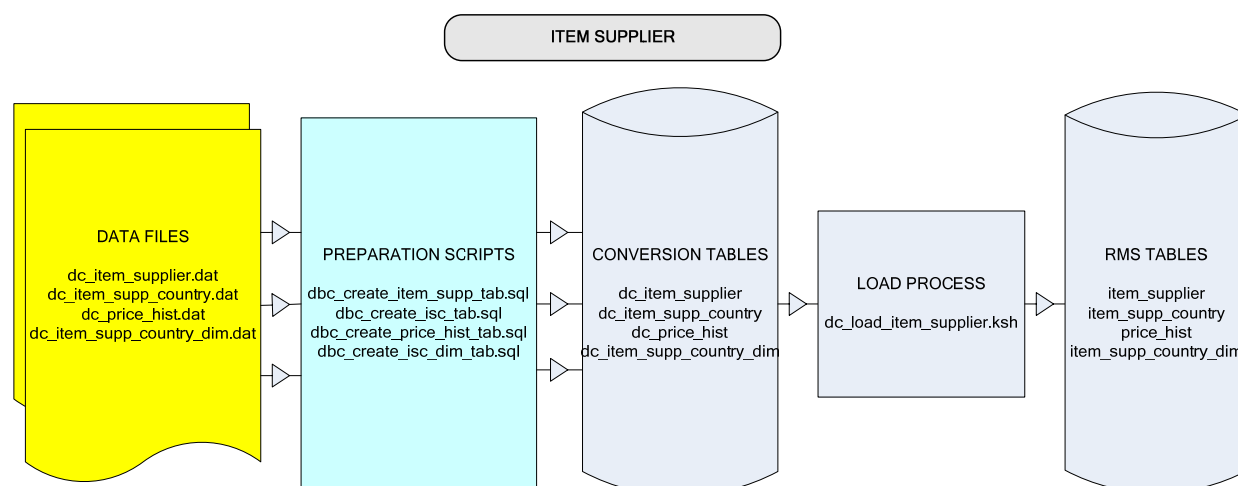 ITEM SUPPLIER
DATA FILES
dc_item_supplier.dat
dc_item_supp_country.dat
dc_price_hist.dat
dc_item_supp_country_dim.dat
PREPARATION SCRIPTS
dbc_create_item_supp_tab.sql
dbc_create_isc_tab.sql
dbc_create_price_hist_tab.sql
dbc_create_isc_dim_tab.sql
CONVERSION TABLES
dc_item_supplier
dc_item_supp_country
dc_price_hist
dc_item_supp_country_dim
LOAD PROCESS
dc_load_item_supplier.ksh
RMS TABLES
item_supplier
item_supp_country
price_hist
item_supp_country_dim